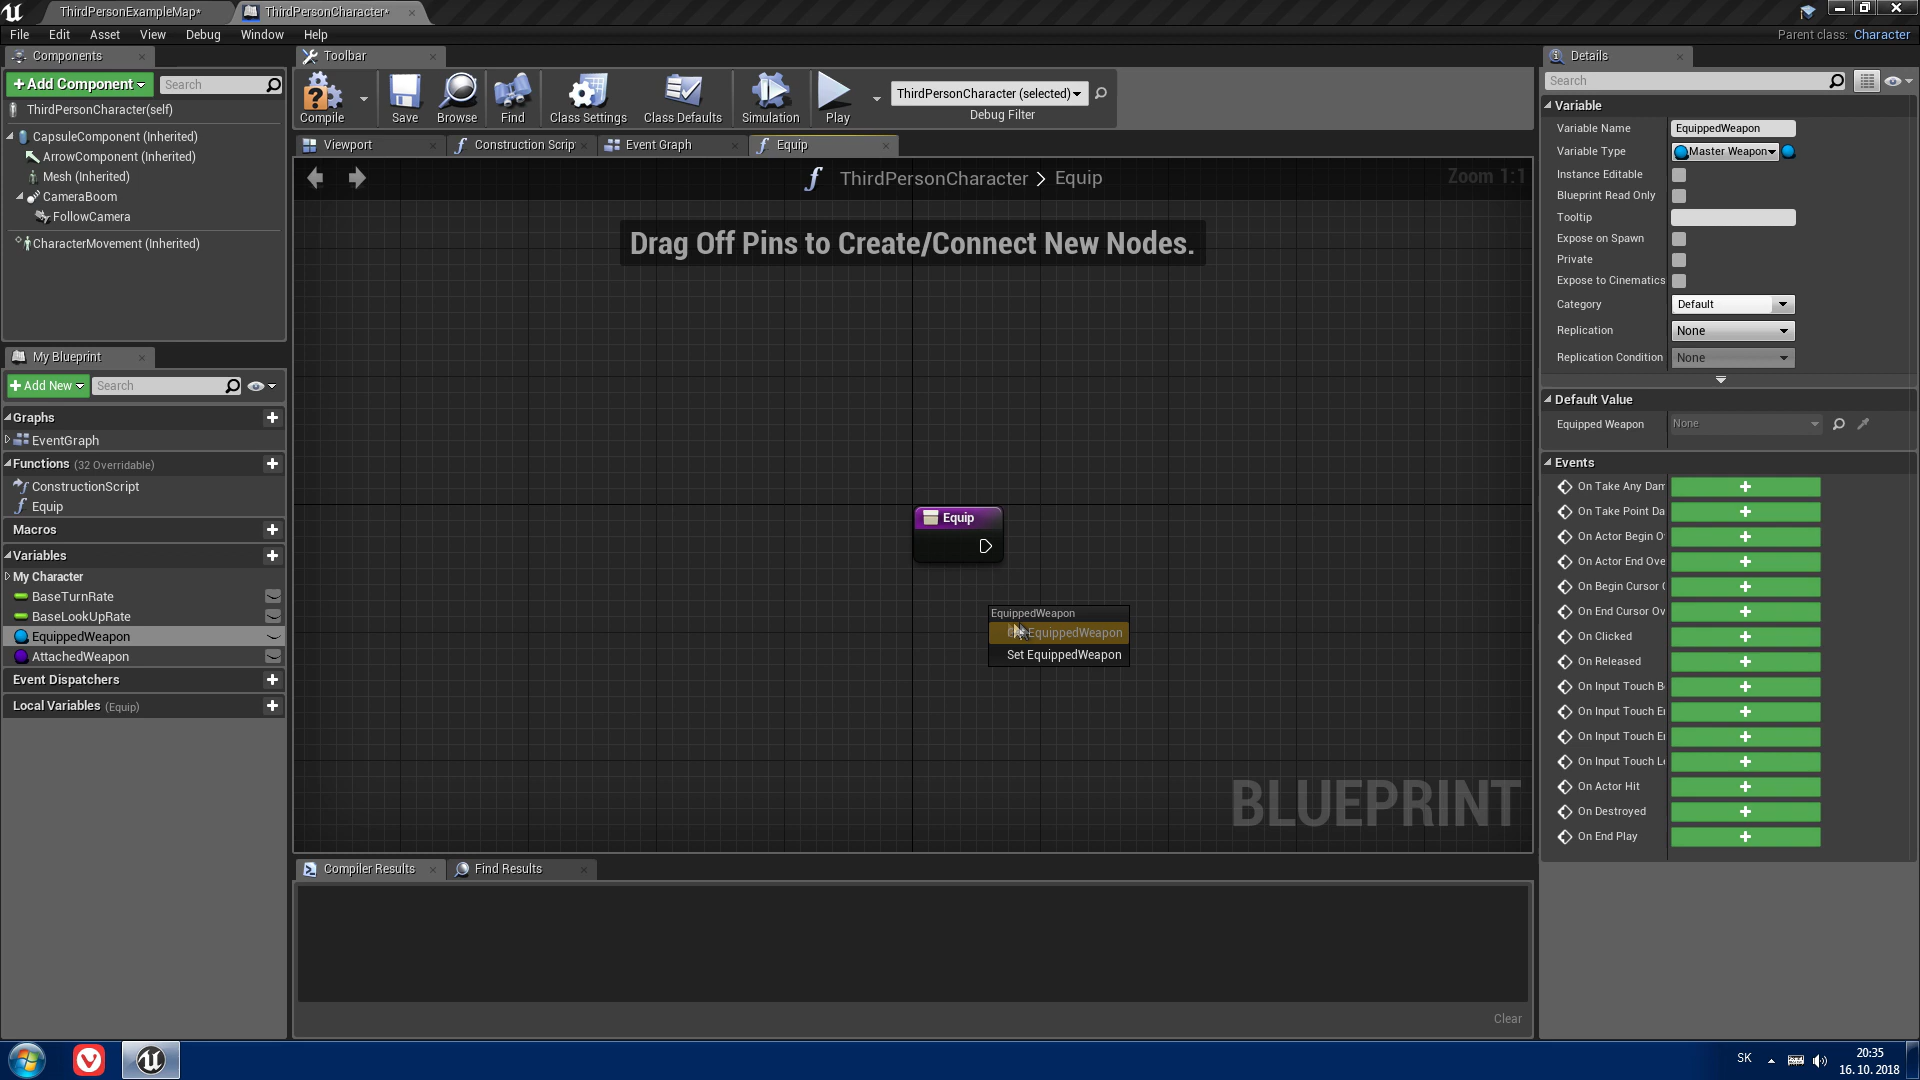 ThirdPersonExampleMap*
ThirdPersonCharacter*
File Edit Asset View Debug Window Help
Parent class: Character
Components
+Add Component
Search
ThirdPersonCharacter(self)
CapsuleComponent (Inherited)
ArrowComponent (Inherited)
Mesh (Inherited)
CameraBoom
FollowCamera
CharacterMovement (Inherited)
My Blueprint
+Add New
Search
Graphs
EventGraph
Functions (32 Overridable)
ConstructionScript
Equip
Macros
Variables
My Character
BaseTurnRate
BaseLookUpRate
EquippedWeapon
AttachedWeapon
Event Dispatchers
Local Variables (Equip)
Toolbar
Compile
Save
Browse
Find
Class Settings
Class Defaults
Simulation
Play
ThirdPersonCharacter (selected)
Debug Filter
Viewport
Construction Scrip
Event Graph
Equip
ThirdPersonCharacter > Equip
Zoom 1:1
Drag Off Pins to Create/Connect New Nodes.
Equip
EquippedWeapon
EquippedWeapon
Set EquippedWeapon
BLUEPRINT
Compiler Results
Find Results
Clear
Details
Search
Variable
Variable Name EquippedWeapon
Variable Type Master Weapon
Instance Editable
Blueprint Read Only
Tooltip
Expose on Spawn
Private
Expose to Cinematics
Category Default
Replication None
Replication Condition None
Default Value
Equipped Weapon None
Events
On Take Any Dam
On Take Point Da
On Actor Begin O
On Actor End Ove
On Begin Cursor
On End Cursor Ov
On Clicked
On Released
On Input Touch B
On Input Touch E
On Input Touch E
On Input Touch L
On Actor Hit
On Destroyed
On End Play
SK
20:35
16. 10. 2018